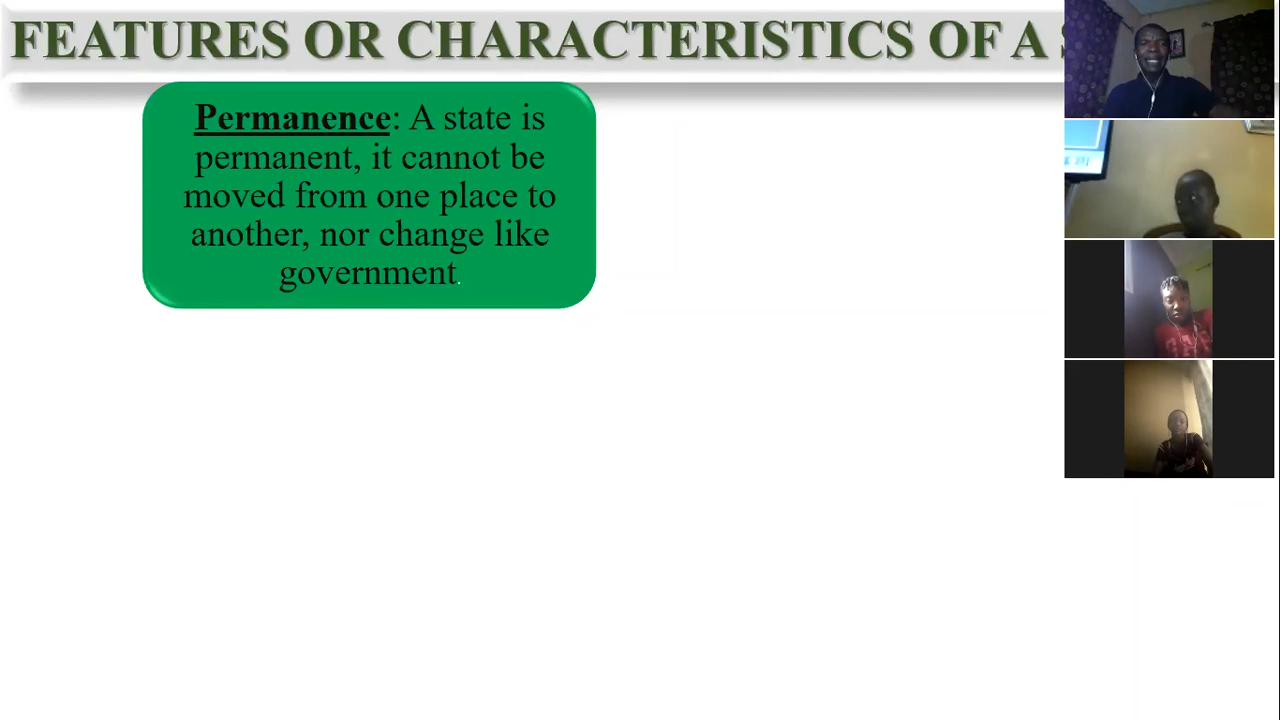 FEATURES OR CHARACTERISTICS OF A
Permanence: A state is
permanent, it cannot be
moved from one place to
another, nor change like
government.